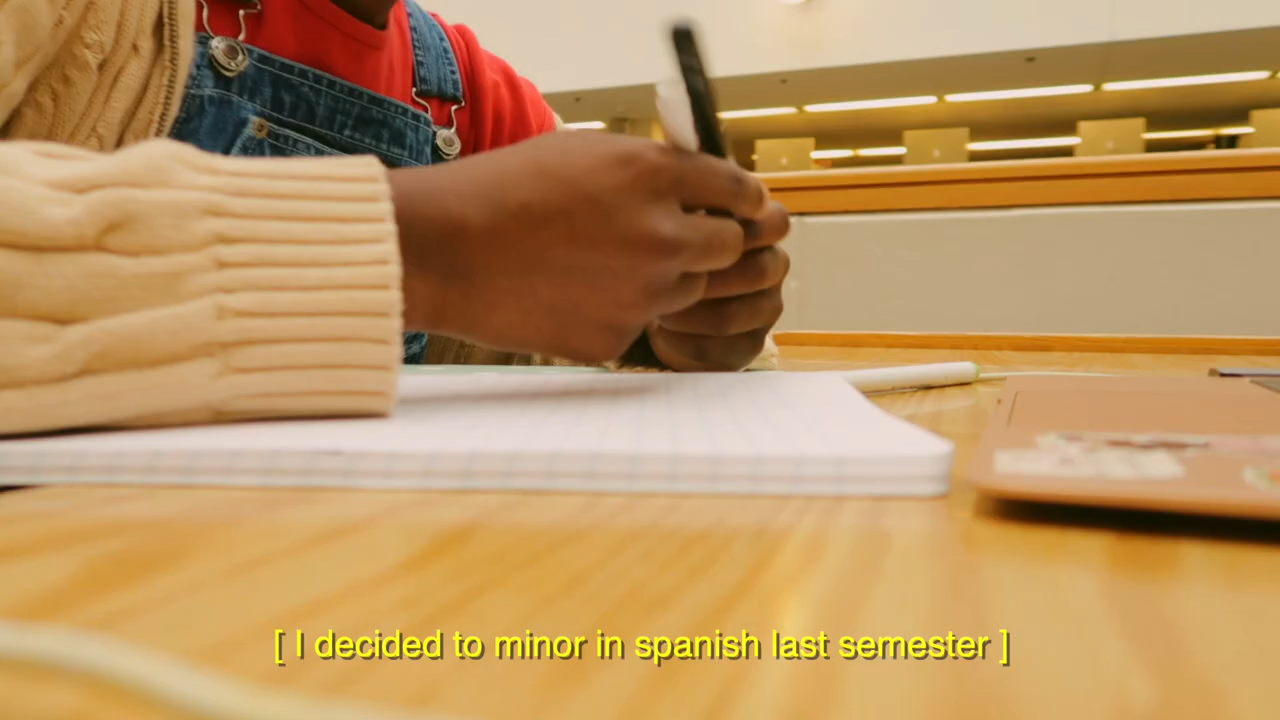 [ I decided to minor in spanish last semester ]